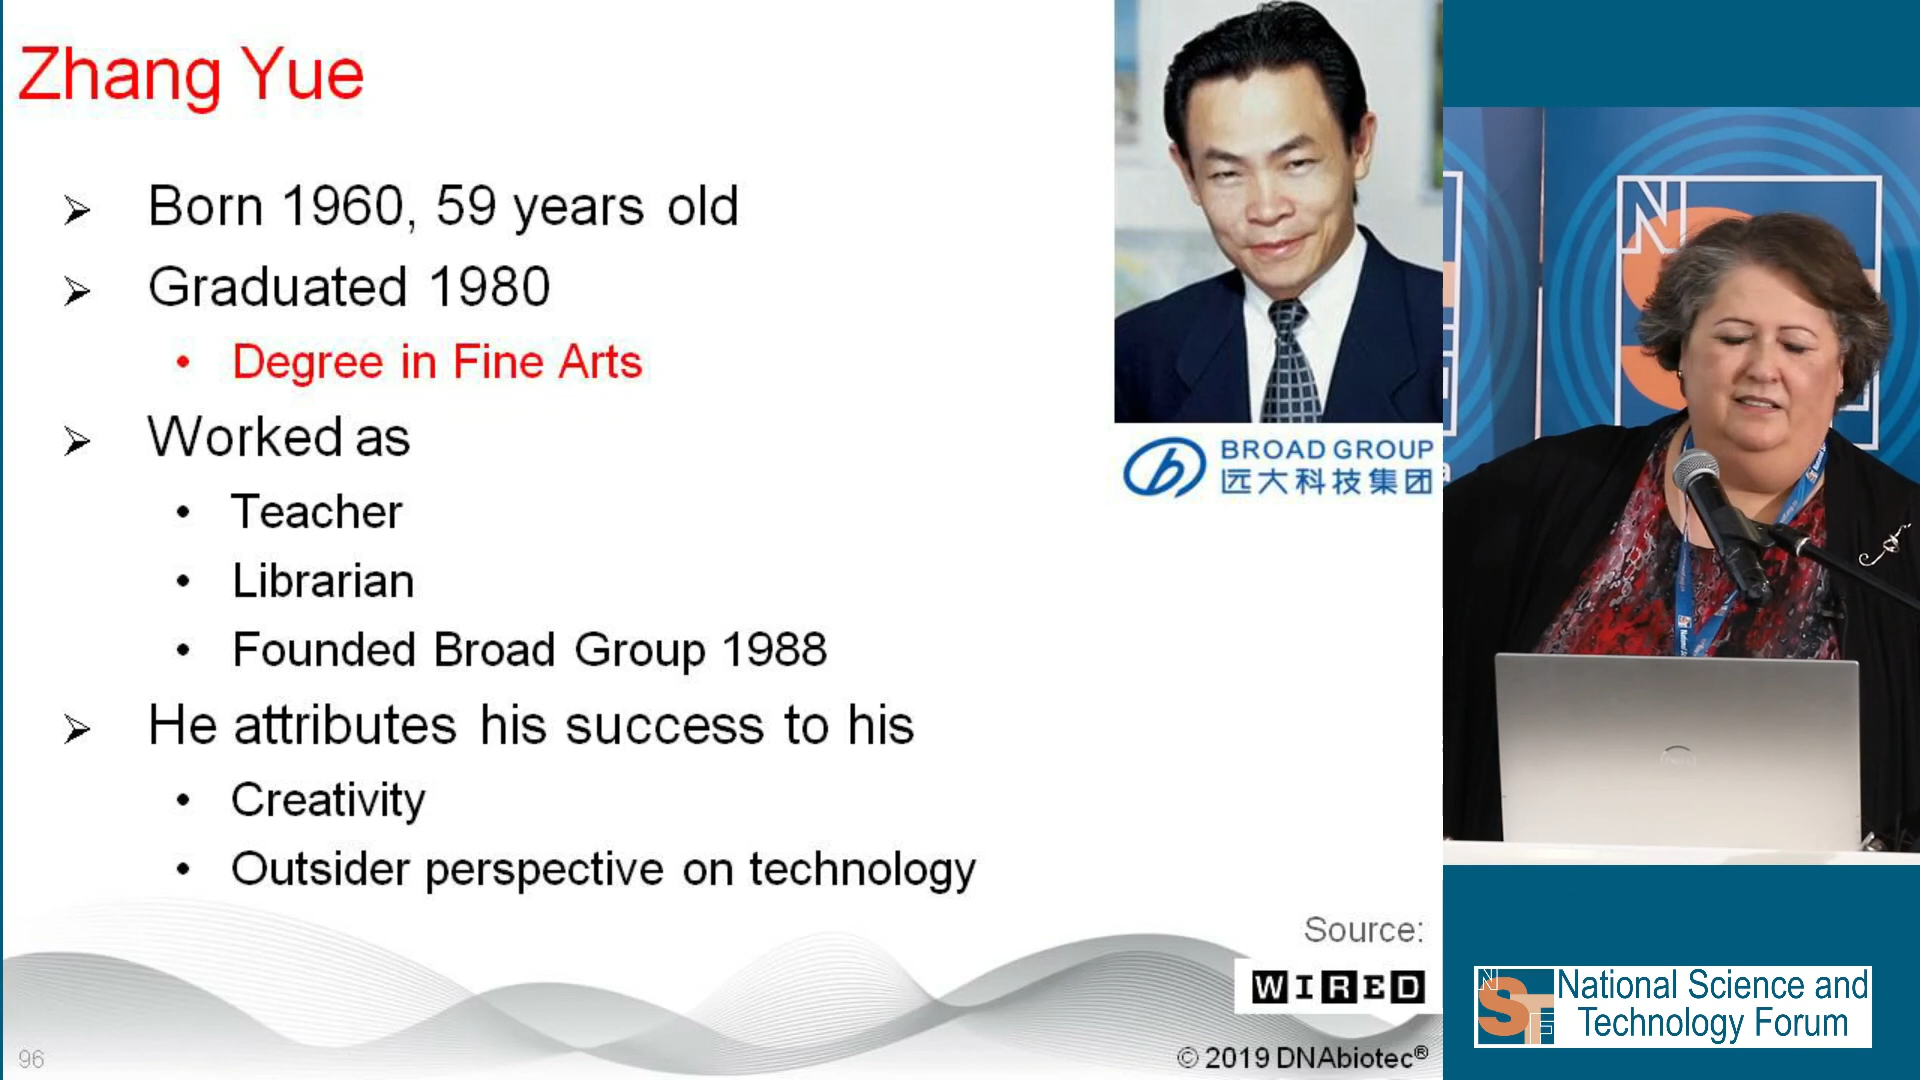 Zhang Yue
Born 1960, 59 years old
Graduated 1980
Degree in Fine Arts
Worked as
Teacher
Librarian
Founded Broad Group 1988
He attributes his success to his
Creativity
Outsider perspective on technology
BROAD GROUP
远大科技集团
Source:
WIRED
96
© 2019 DNAbiotec®
N
DELL
NSTF
National Science and
Technology Forum